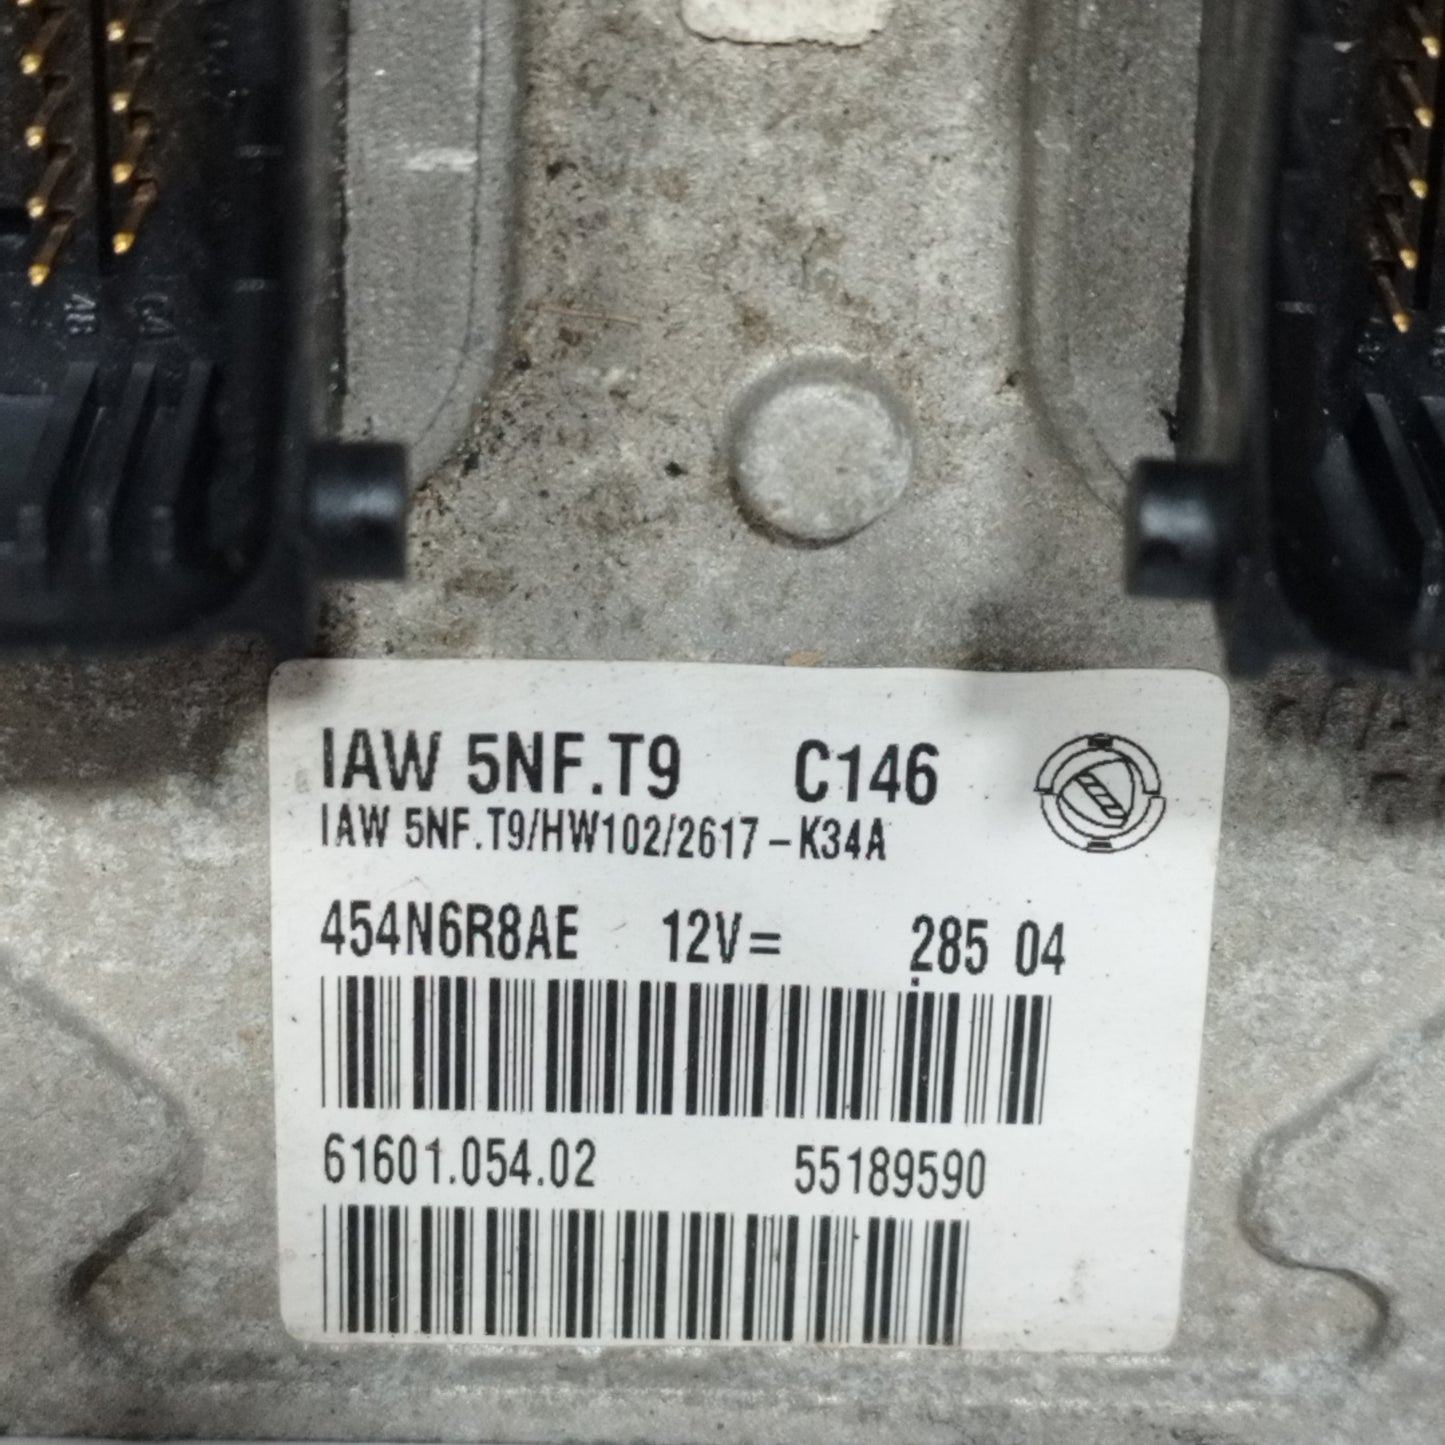 IAW 5NF.T9 C146
IAW 5NF.T9/HW102/2617-K34A
454N6R8AE 12V= 285 04
61601.054.02 55189590